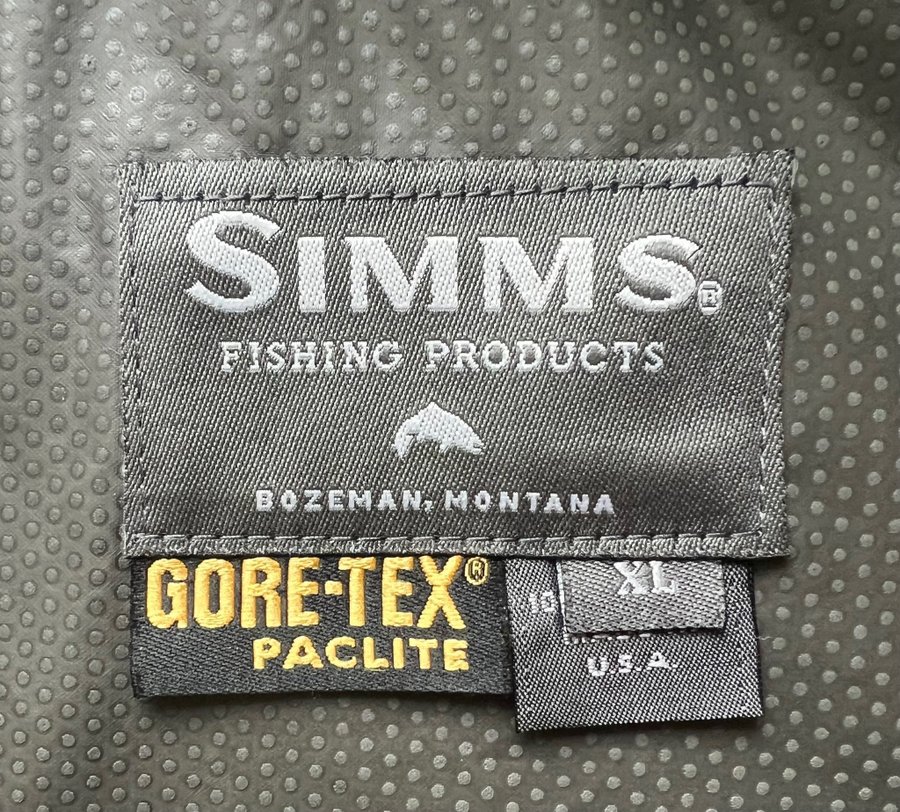 SIMMS®
FISHING PRODUCTS
BOZEMAN, MONTANA
GORE-TEX®
PACLITE
XL
U.S.A.